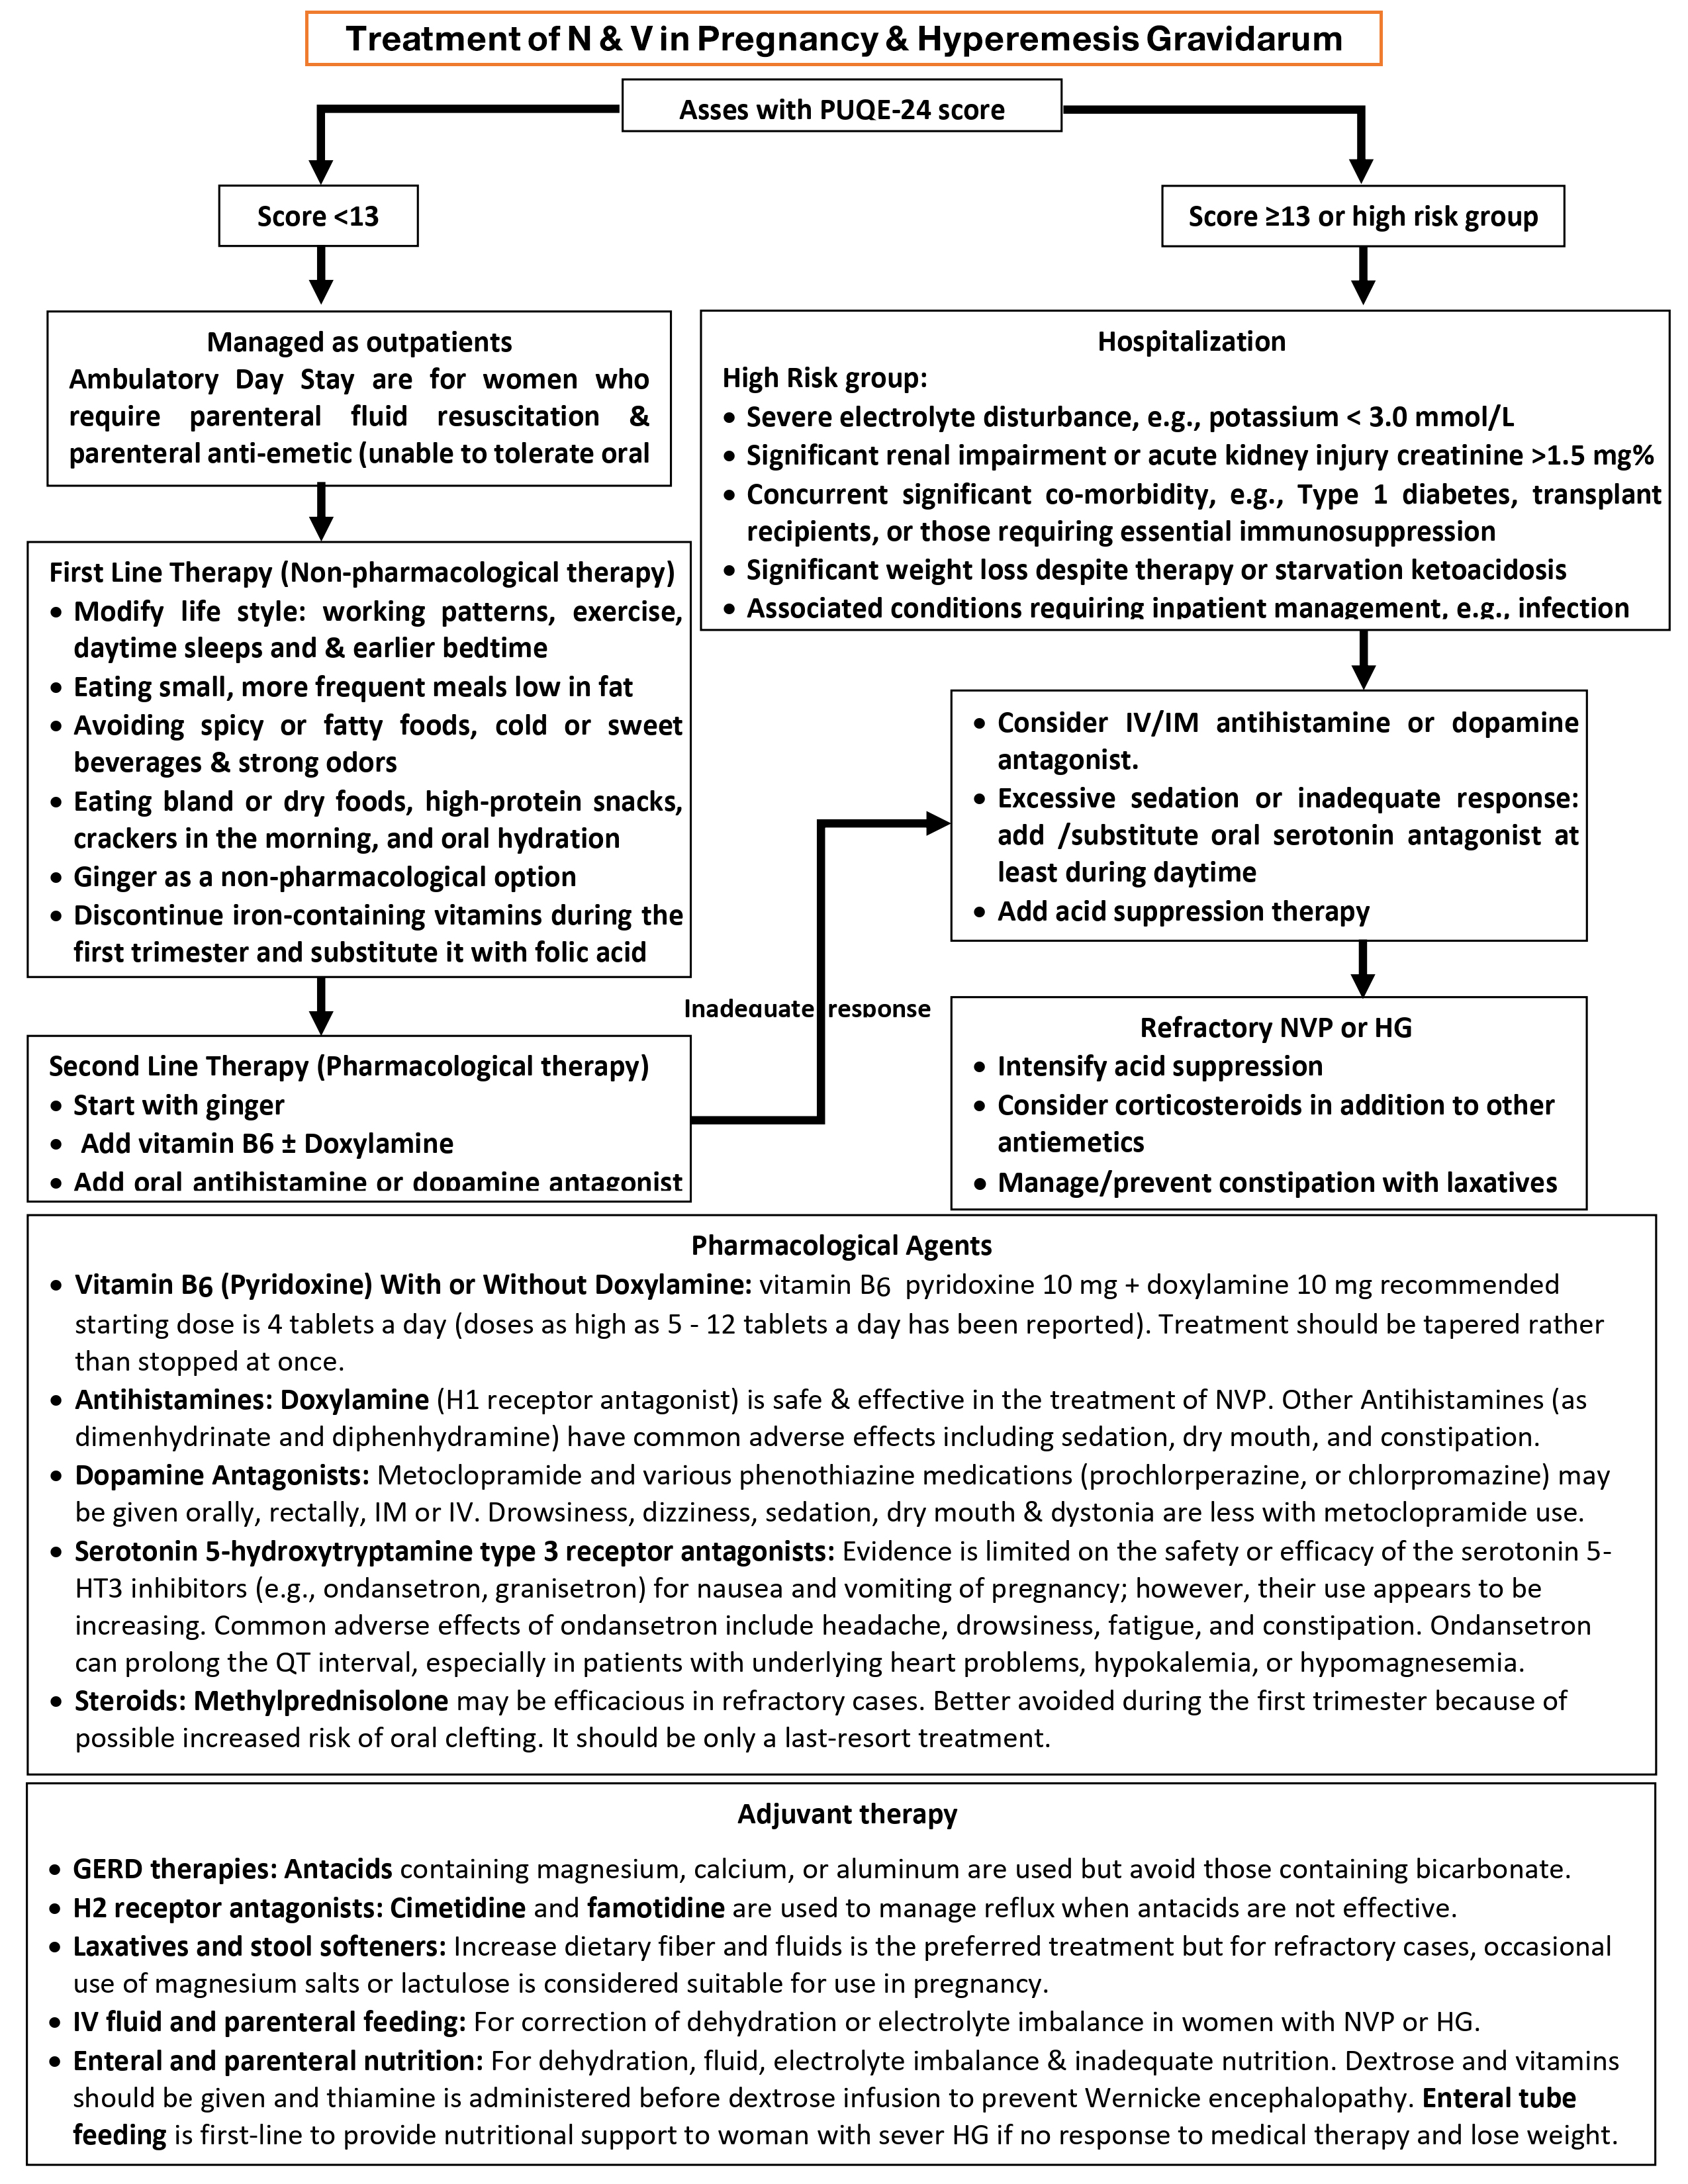 Treatment of N & V in Pregnancy & Hyperemesis Gravidarum
Asses with PUQE-24 score
Score <13
Score ≥13 or high risk group
Managed as outpatients
Ambulatory Day Stay are for women who
require parenteral fluid resuscitation &
parenteral anti-emetic (unable to tolerate oral
Hospitalization
High Risk group:
• Severe electrolyte disturbance, e.g., potassium < 3.0 mmol/L
• Significant renal impairment or acute kidney injury creatinine >1.5 mg%
• Concurrent significant co-morbidity, e.g., Type 1 diabetes, transplant
recipients, or those requiring essential immunosuppression
• Significant weight loss despite therapy or starvation ketoacidosis
• Associated conditions requiring inpatient management, e.g., infection
First Line Therapy (Non-pharmacological therapy)
• Modify life style: working patterns, exercise,
daytime sleeps and & earlier bedtime
• Eating small, more frequent meals low in fat
• Avoiding spicy or fatty foods, cold or sweet
beverages & strong odors
• Eating bland or dry foods, high-protein snacks,
crackers in the morning, and oral hydration
• Ginger as a non-pharmacological option
• Discontinue iron-containing vitamins during the
first trimester and substitute it with folic acid
• Consider IV/IM antihistamine or dopamine
antagonist.
• Excessive sedation or inadequate response:
add /substitute oral serotonin antagonist at
least during daytime
• Add acid suppression therapy
Inadequate response
Second Line Therapy (Pharmacological therapy)
• Start with ginger
• Add vitamin B6 ± Doxylamine
• Add oral antihistamine or dopamine antagonist
Refractory NVP or HG
• Intensify acid suppression
• Consider corticosteroids in addition to other
antiemetics
• Manage/prevent constipation with laxatives
Pharmacological Agents
• Vitamin B6 (Pyridoxine) With or Without Doxylamine: vitamin B6 pyridoxine 10 mg + doxylamine 10 mg recommended
starting dose is 4 tablets a day (doses as high as 5 - 12 tablets a day has been reported). Treatment should be tapered rather
than stopped at once.
• Antihistamines: Doxylamine (H1 receptor antagonist) is safe & effective in the treatment of NVP. Other Antihistamines (as
dimenhydrinate and diphenhydramine) have common adverse effects including sedation, dry mouth, and constipation.
• Dopamine Antagonists: Metoclopramide and various phenothiazine medications (prochlorperazine, or chlorpromazine) may
be given orally, rectally, IM or IV. Drowsiness, dizziness, sedation, dry mouth & dystonia are less with metoclopramide use.
• Serotonin 5-hydroxytryptamine type 3 receptor antagonists: Evidence is limited on the safety or efficacy of the serotonin 5-
HT3 inhibitors (e.g., ondansetron, granisetron) for nausea and vomiting of pregnancy; however, their use appears to be
increasing. Common adverse effects of ondansetron include headache, drowsiness, fatigue, and constipation. Ondansetron
can prolong the QT interval, especially in patients with underlying heart problems, hypokalemia, or hypomagnesemia.
• Steroids: Methylprednisolone may be efficacious in refractory cases. Better avoided during the first trimester because of
possible increased risk of oral clefting. It should be only a last-resort treatment.
Adjuvant therapy
• GERD therapies: Antacids containing magnesium, calcium, or aluminum are used but avoid those containing bicarbonate.
• H2 receptor antagonists: Cimetidine and famotidine are used to manage reflux when antacids are not effective.
• Laxatives and stool softeners: Increase dietary fiber and fluids is the preferred treatment but for refractory cases, occasional
use of magnesium salts or lactulose is considered suitable for use in pregnancy.
• IV fluid and parenteral feeding: For correction of dehydration or electrolyte imbalance in women with NVP or HG.
• Enteral and parenteral nutrition: For dehydration, fluid, electrolyte imbalance & inadequate nutrition. Dextrose and vitamins
should be given and thiamine is administered before dextrose infusion to prevent Wernicke encephalopathy. Enteral tube
feeding is first-line to provide nutritional support to woman with sever HG if no response to medical therapy and lose weight.